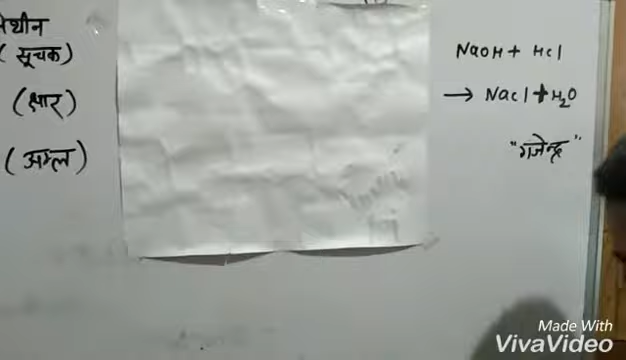 (सूचक)
(क्षार)
(अम्ल)
NaOH + HCl
→ NaCl + H₂O
"गजेन्द्र"
Made With
VivaVideo